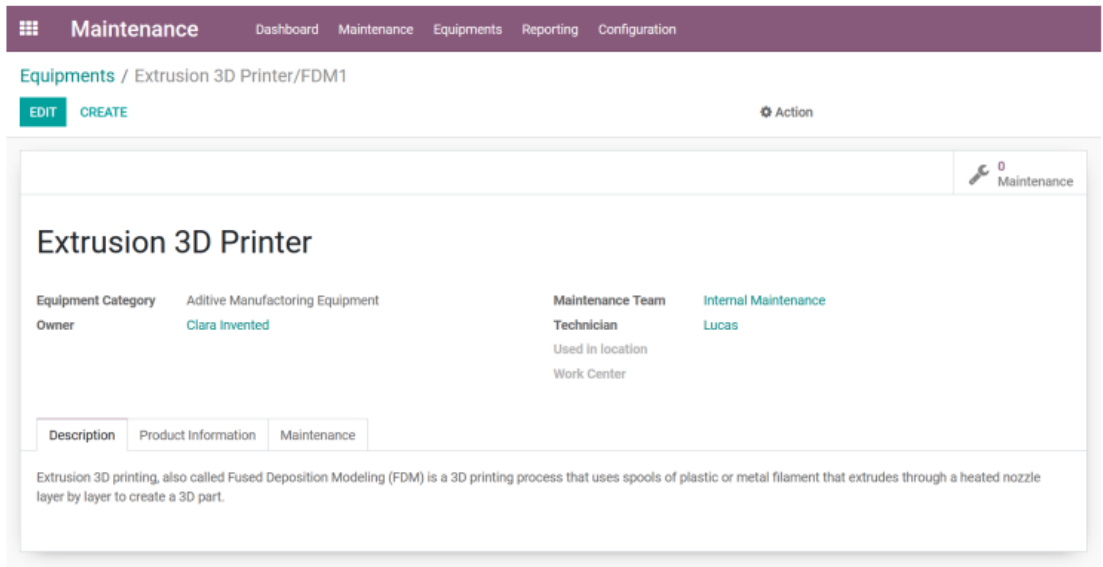 Maintenance Dashboard Maintenance Equipments Reporting Configuration
Equipments / Extrusion 3D Printer/FDM1
EDIT CREATE Action
0
Maintenance
Extrusion 3D Printer
Equipment Category Aditive Manufactoring Equipment Maintenance Team Internal Maintenance
Owner Clara Invented Technician Lucas
Used in location
Work Center
Description Product Information Maintenance
Extrusion 3D printing, also called Fused Deposition Modeling (FDM) is a 3D printing process that uses spools of plastic or metal filament that extrudes through a heated nozzle
layer by layer to create a 3D part.